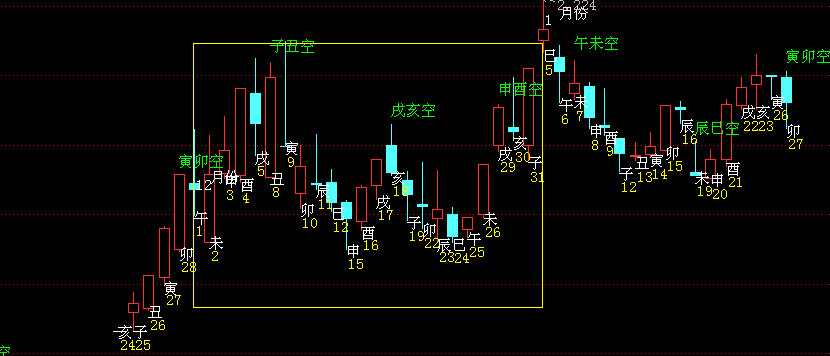 2.224
月份
1
子丑空
午未空
寅卯空
戌亥空
申酉空
辰巳空
寅卯空
空
亥
24
子
25
丑
26
寅
27
卯
28
12月份
午
1
未
2
申
3
酉
4
戌
5
丑
8
寅
9
卯
10
辰
11
巳
12
申
15
酉
16
戌
17
亥
18
子
19
卯
22
辰
23
巳
24
午
25
未
26
戌
29
亥
30
子
31
巳
5
午
6
未
7
申
8
酉
9
子
12
丑
13
寅
14
卯
15
辰
16
未
19
申
20
酉
21
戌
22
亥
23
寅
26
卯
27